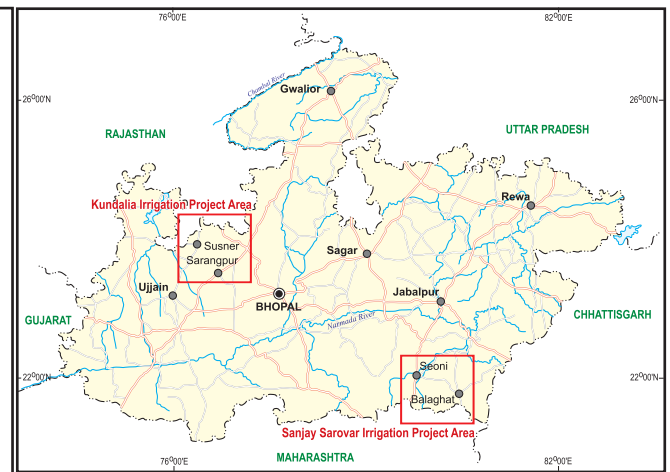 76°00'E
82°00'E
Chambal River
Gwalior
26°00'N
26°00'N
RAJASTHAN
UTTAR PRADESH
Rewa
Kundalia Irrigation Project Area
Susner
Sagar
Sarangpur
Ujjain
Jabalpur
BHOPAL
GUJARAT
Narmada River
CHHATTISGARH
Seoni
22°00'N
22°00'N
Balaghat
Sanjay Sarovar Irrigation Project Area
MAHARASHTRA
76°00'E
82°00'E